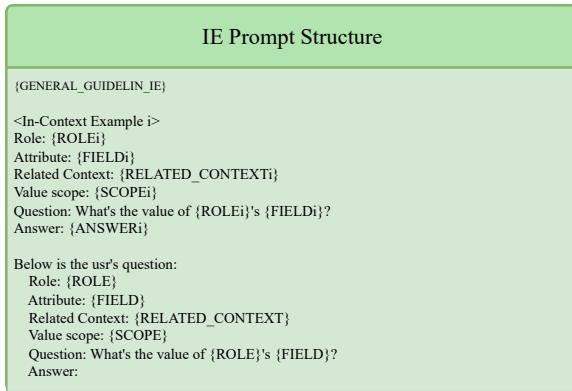 IE Prompt Structure
{GENERAL_GUIDELIN_IE}
<In-Context Example i>
Role: {ROLEi}
Attribute: {FIELDi}
Related Context: {RELATED_CONTEXTi}
Value scope: {SCOPEi}
Question: What's the value of {ROLEi}'s {FIELDi}?
Answer: {ANSWERi}
Below is the usr's question:
Role: {ROLE}
Attribute: {FIELD}
Related Context: {RELATED_CONTEXT}
Value scope: {SCOPE}
Question: What's the value of {ROLE}'s {FIELD}?
Answer: